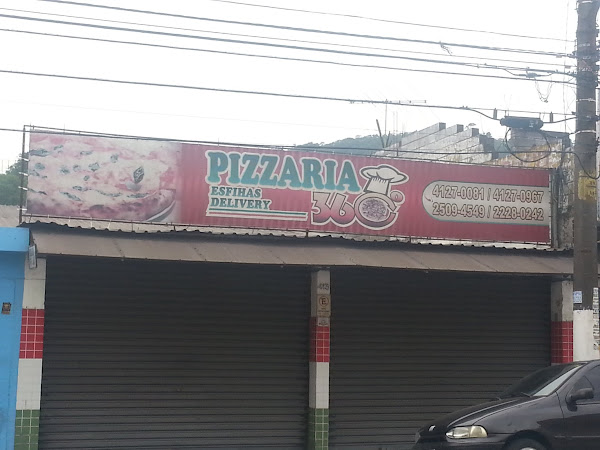 PIZZARIA
ESFIHAS
DELIVERY
360°
4127-0081 / 4127-0967
2509-4549 / 2228-0242